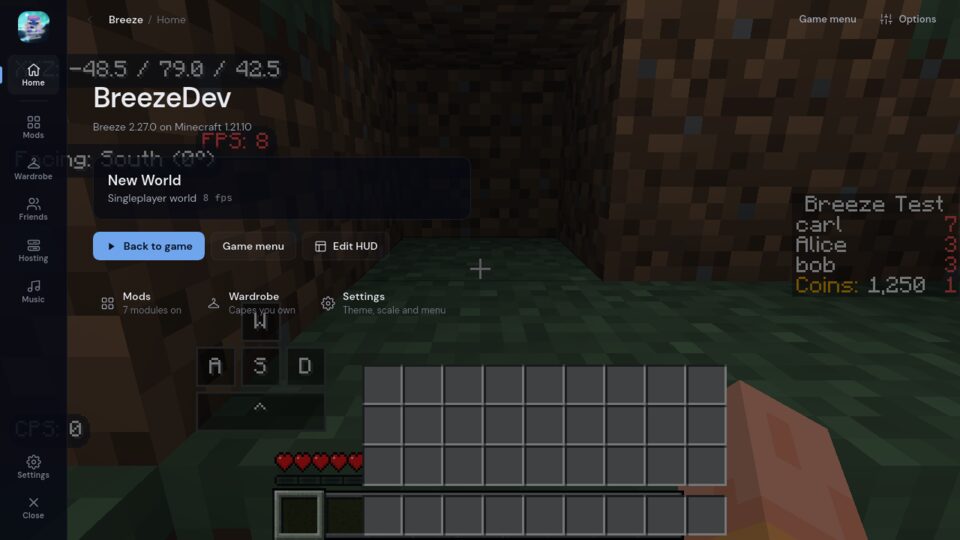 Breeze / Home
Game menu
Options
Home
-48.5 / 79.0 / 42.5
BreezeDev
Breeze 2.27.0 on Minecraft 1.21.10
FPS: 8
Mods
Facing: South (0°)
Wardrobe
New World
Singleplayer world 8 fps
Friends
Breeze Test
carl 7
Alice 3
bob 3
Coins: 1,250 1
Hosting
Back to game
Game menu
Edit HUD
Music
Mods
7 modules on
Wardrobe
Capes you own
Settings
Theme, scale and menu
W
A S D
^
CPS: 0
Settings
Close